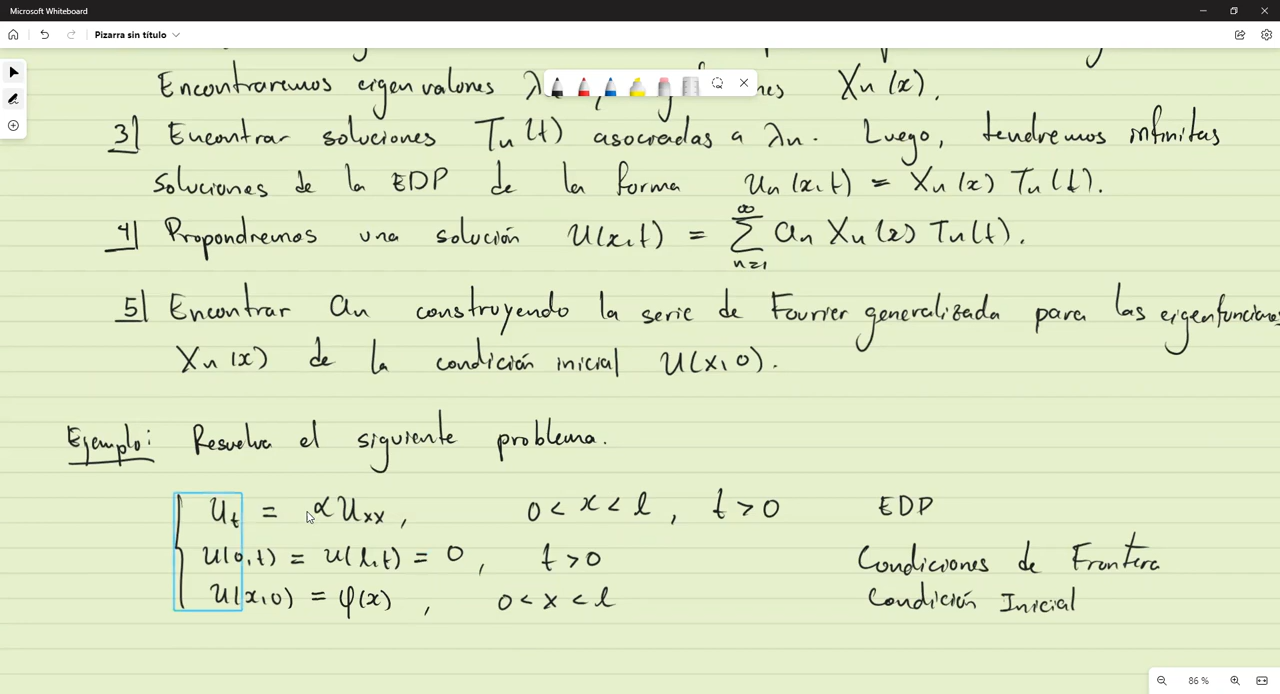 Microsoft Whiteboard
Pizarra sin título
Encontraremos eigenvalores Xn(x).
3] Encontrar soluciones Tn(t) asociadas a λn. Luego, tendremos infinitas
soluciones de la EDP de la forma Un(x,t) = Xn(x) Tn(t).
4] Propondremos una solución U(x,t) = ∑_{n=1}^{∞} an Xn(x) Tn(t).
5] Encontrar an construyendo la serie de Fourier generalizada para las eigenfunciones
Xn(x) de la condición inicial U(x,0).
Ejemplo: Resuelva el siguiente problema.
Ut = αUxx, 0<x<l, t>0 EDP
U(0,t) = u(l,t) = 0, t>0 Condiciones de Frontera
U(x,0) = φ(x), 0<x<l Condición Inicial
86 %